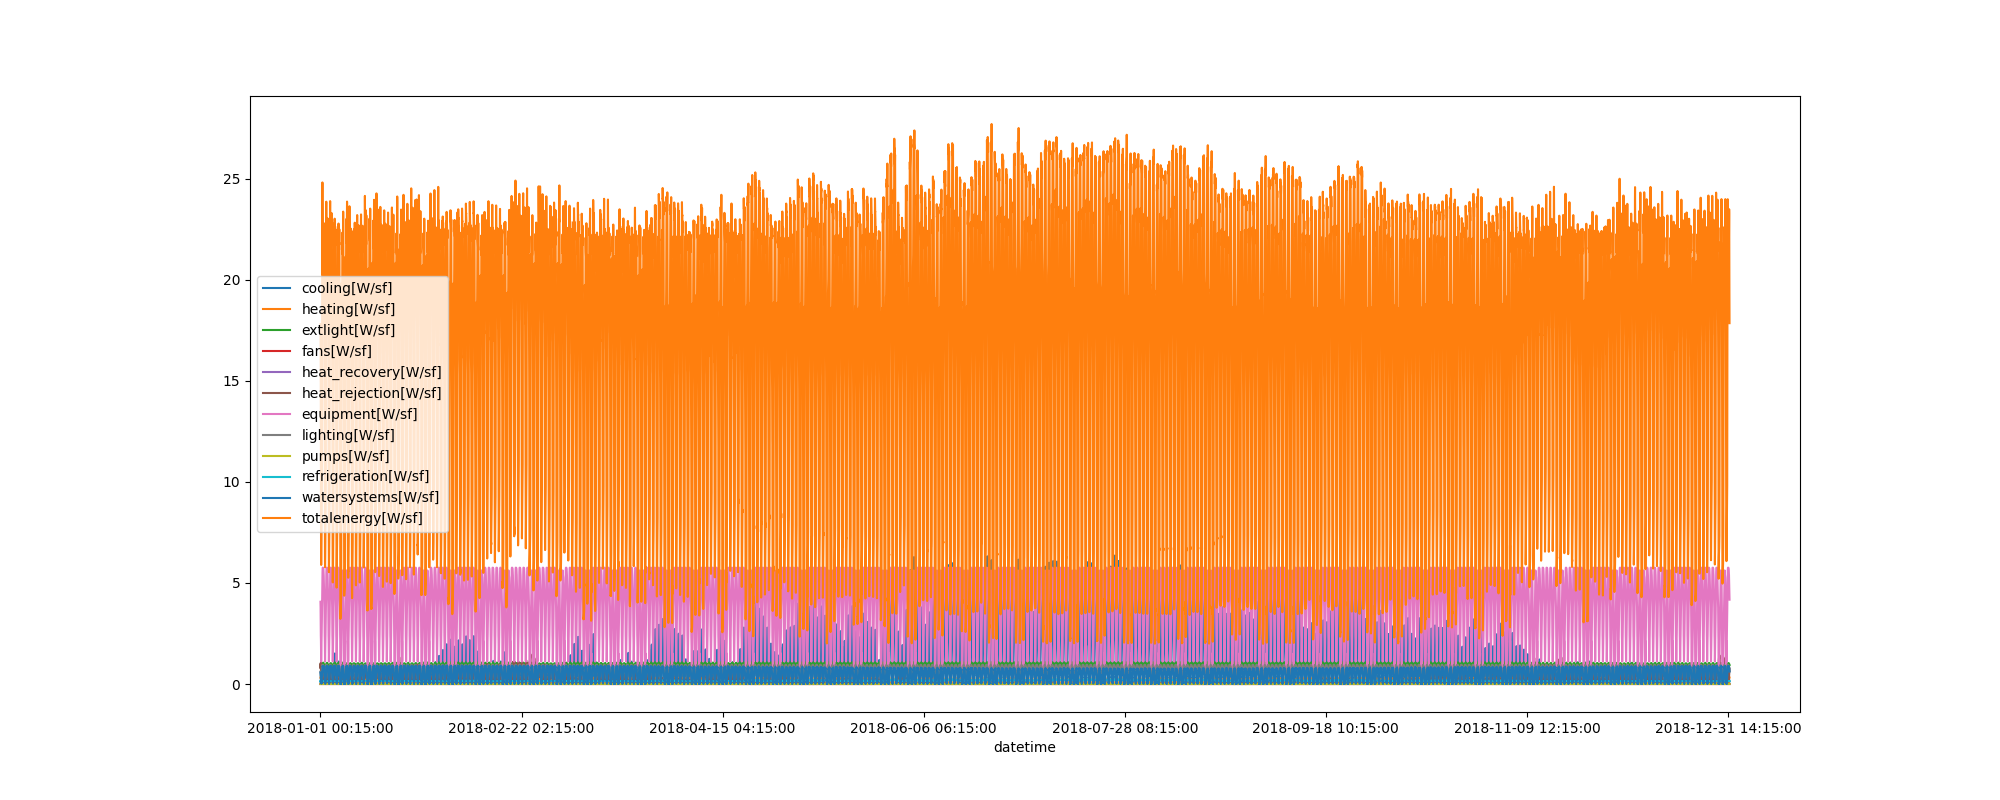 25
20
15
10
5
0
cooling[W/sf]
heating[W/sf]
extlight[W/sf]
fans[W/sf]
heat_recovery[W/sf]
heat_rejection[W/sf]
equipment[W/sf]
lighting[W/sf]
pumps[W/sf]
refrigeration[W/sf]
watersystems[W/sf]
totalenergy[W/sf]
2018-01-01 00:15:00 2018-02-22 02:15:00 2018-04-15 04:15:00 2018-06-06 06:15:00 2018-07-28 08:15:00 2018-09-18 10:15:00 2018-11-09 12:15:00 2018-12-31 14:15:00
datetime